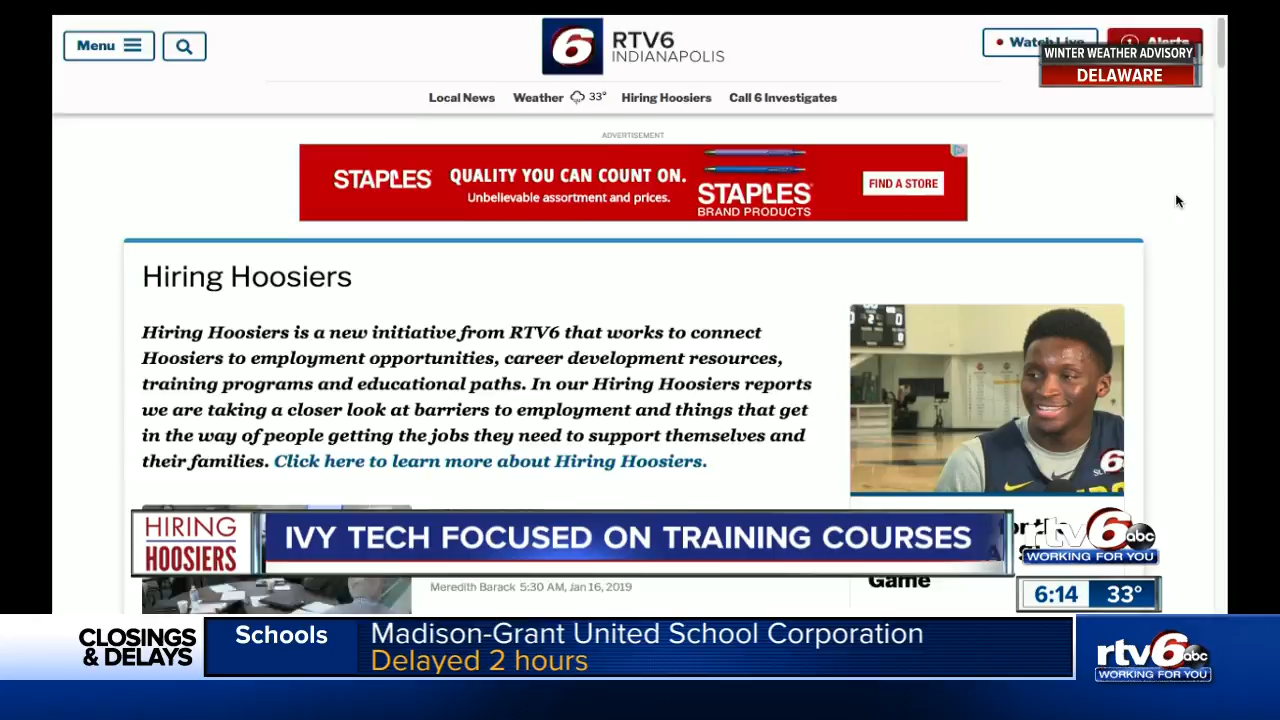 Menu
RTV6
INDIANAPOLIS
Watch Live
Alerts
WINTER WEATHER ADVISORY
DELAWARE
Local News Weather 33° Hiring Hoosiers Call 6 Investigates
ADVERTISEMENT
STAPLES QUALITY YOU CAN COUNT ON.
Unbelievable assortment and prices.
STAPLES
BRAND PRODUCTS
FIND A STORE
Hiring Hoosiers
Hiring Hoosiers is a new initiative from RTV6 that works to connect
Hoosiers to employment opportunities, career development resources,
training programs and educational paths. In our Hiring Hoosiers reports
we are taking a closer look at barriers to employment and things that get
in the way of people getting the jobs they need to support themselves and
their families. Click here to learn more about Hiring Hoosiers.
HIRING
HOOSIERS
IVY TECH FOCUSED ON TRAINING COURSES
rtv6 abc
WORKING FOR YOU
Game
Meredith Barack 5:30 AM, Jan 16, 2019
6:14 33°
CLOSINGS
& DELAYS
Schools
Madison-Grant United School Corporation
Delayed 2 hours
rtv6 abc
WORKING FOR YOU